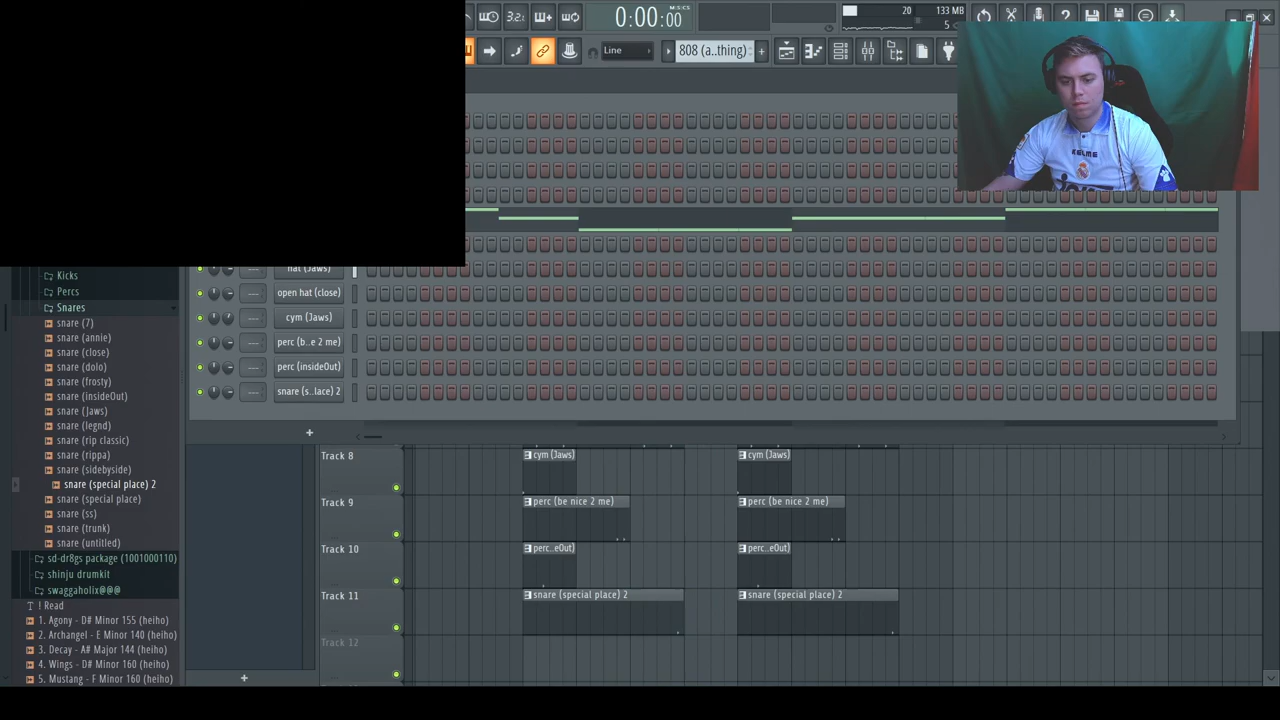 3.2.
0:00:00
M:S:CS
20
133 MB
5
Line
808 (a..thing)
KELME
Kicks
Percs
Snares
snare (7)
snare (annie)
snare (close)
snare (dolo)
snare (frosty)
snare (insideOut)
snare (Jaws)
snare (legnd)
snare (rip classic)
snare (rippa)
snare (sidebyside)
snare (special place) 2
snare (special place)
snare (ss)
snare (trunk)
snare (untitled)
sd-dr8gs package (1001000110)
shinju drumkit
swaggaholix@@@
! Read
1. Agony - D# Minor 155 (heiho)
2. Archangel - E Minor 140 (heiho)
3. Decay - A# Major 144 (heiho)
4. Wings - D# Minor 160 (heiho)
5. Mustang - F Minor 160 (heiho)
hat (Jaws)
open hat (close)
cym (Jaws)
perc (b..e 2 me)
perc (insideOut)
snare (s..lace) 2
Track 8
cym (Jaws)
cym (Jaws)
Track 9
perc (be nice 2 me)
perc (be nice 2 me)
Track 10
perc..eOut)
perc..eOut)
Track 11
snare (special place) 2
snare (special place) 2
Track 12